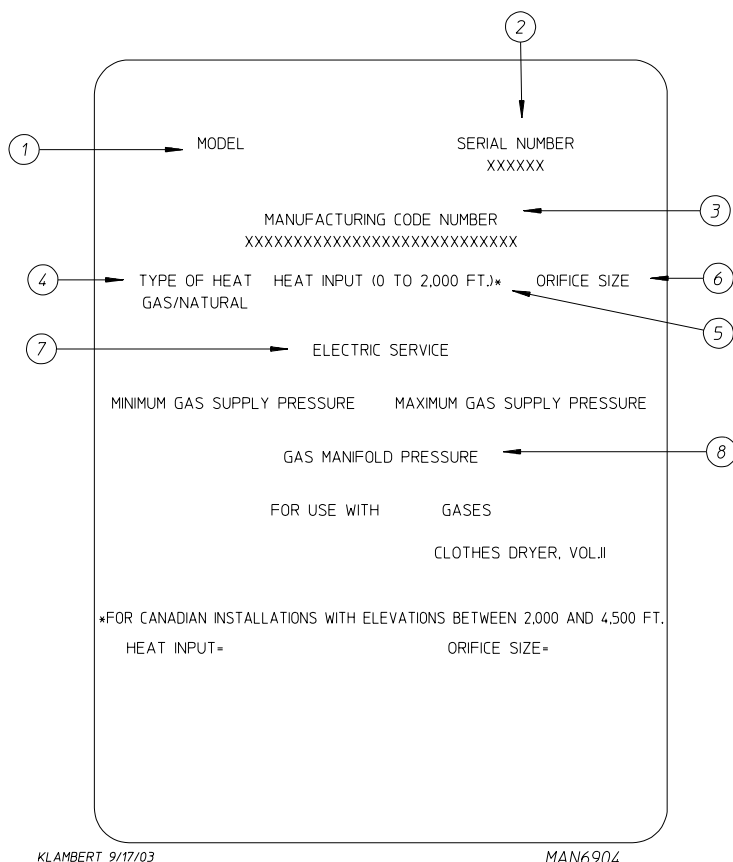 2
1
MODEL SERIAL NUMBER
XXXXXX
3
MANUFACTURING CODE NUMBER
XXXXXXXXXXXXXXXXXXXXXXXXXXXX
4
TYPE OF HEAT HEAT INPUT (0 TO 2,000 FT.)* ORIFICE SIZE
6
GAS/NATURAL
5
7
ELECTRIC SERVICE
MINIMUM GAS SUPPLY PRESSURE MAXIMUM GAS SUPPLY PRESSURE
GAS MANIFOLD PRESSURE
8
FOR USE WITH GASES
CLOTHES DRYER, VOL.II
*FOR CANADIAN INSTALLATIONS WITH ELEVATIONS BETWEEN 2,000 AND 4,500 FT.
HEAT INPUT= ORIFICE SIZE=
KLAMBERT 9/17/03 MAN6904